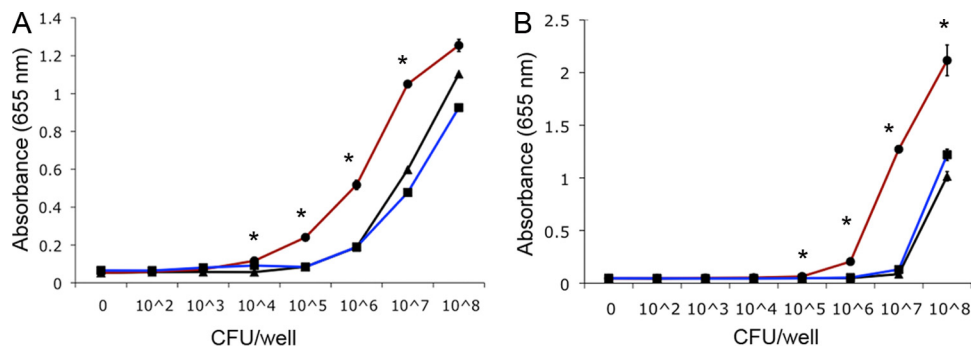 A
Absorbance (655 nm)
1.4
1.2
1
0.8
0.6
0.4
0.2
0
* * * *
0 10^2 10^3 10^4 10^5 10^6 10^7 10^8
CFU/well
B
Absorbance (655 nm)
2.5
2
1.5
1
0.5
0
* * * *
0 10^2 10^3 10^4 10^5 10^6 10^7 10^8
CFU/well